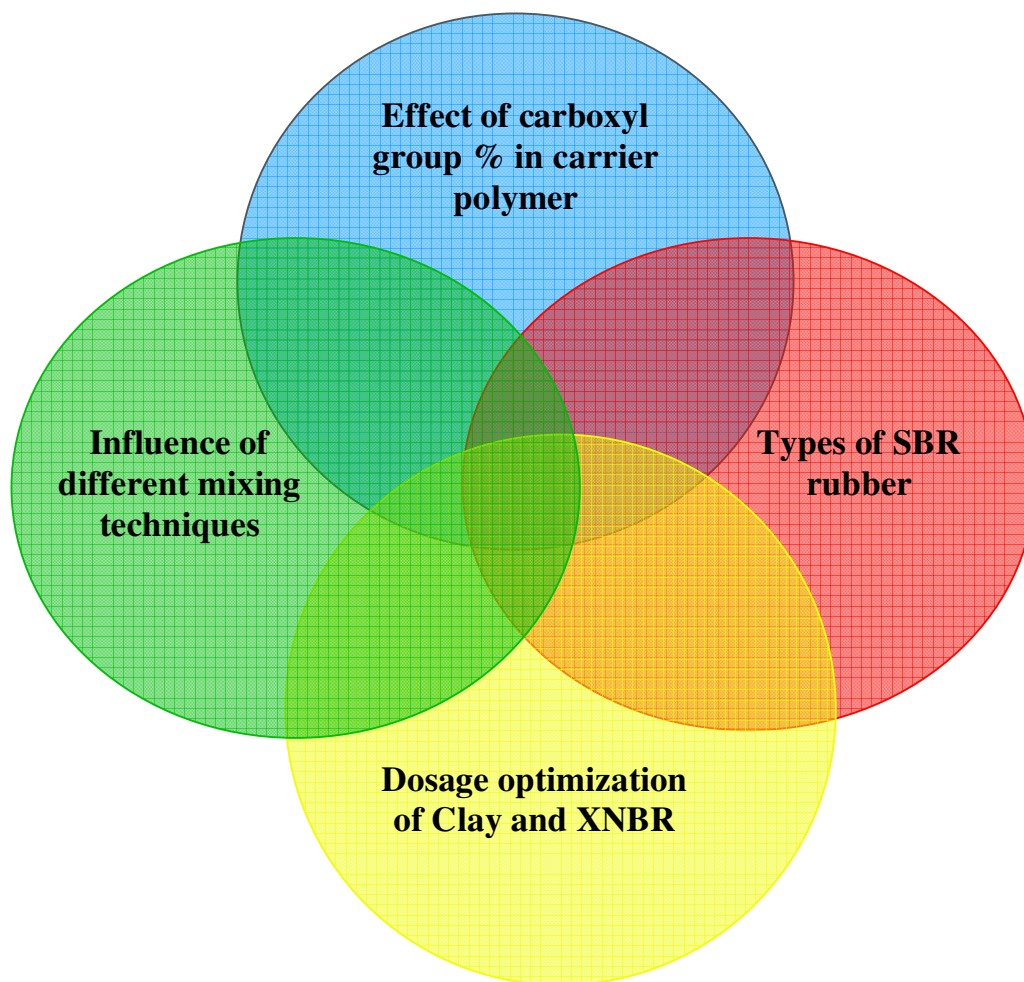 Effect of carboxyl
group % in carrier
polymer
Influence of
different mixing
techniques
Types of SBR
rubber
Dosage optimization
of Clay and XNBR